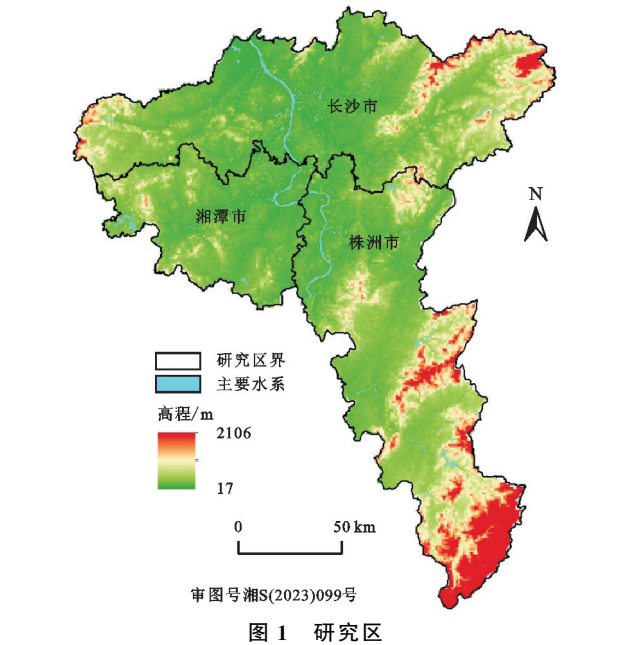 长沙市
N
湘潭市
株洲市
研究区界
主要水系
高程/m
2106
17
0 50 km
审图号湘S(2023)099号
图 1 研究区